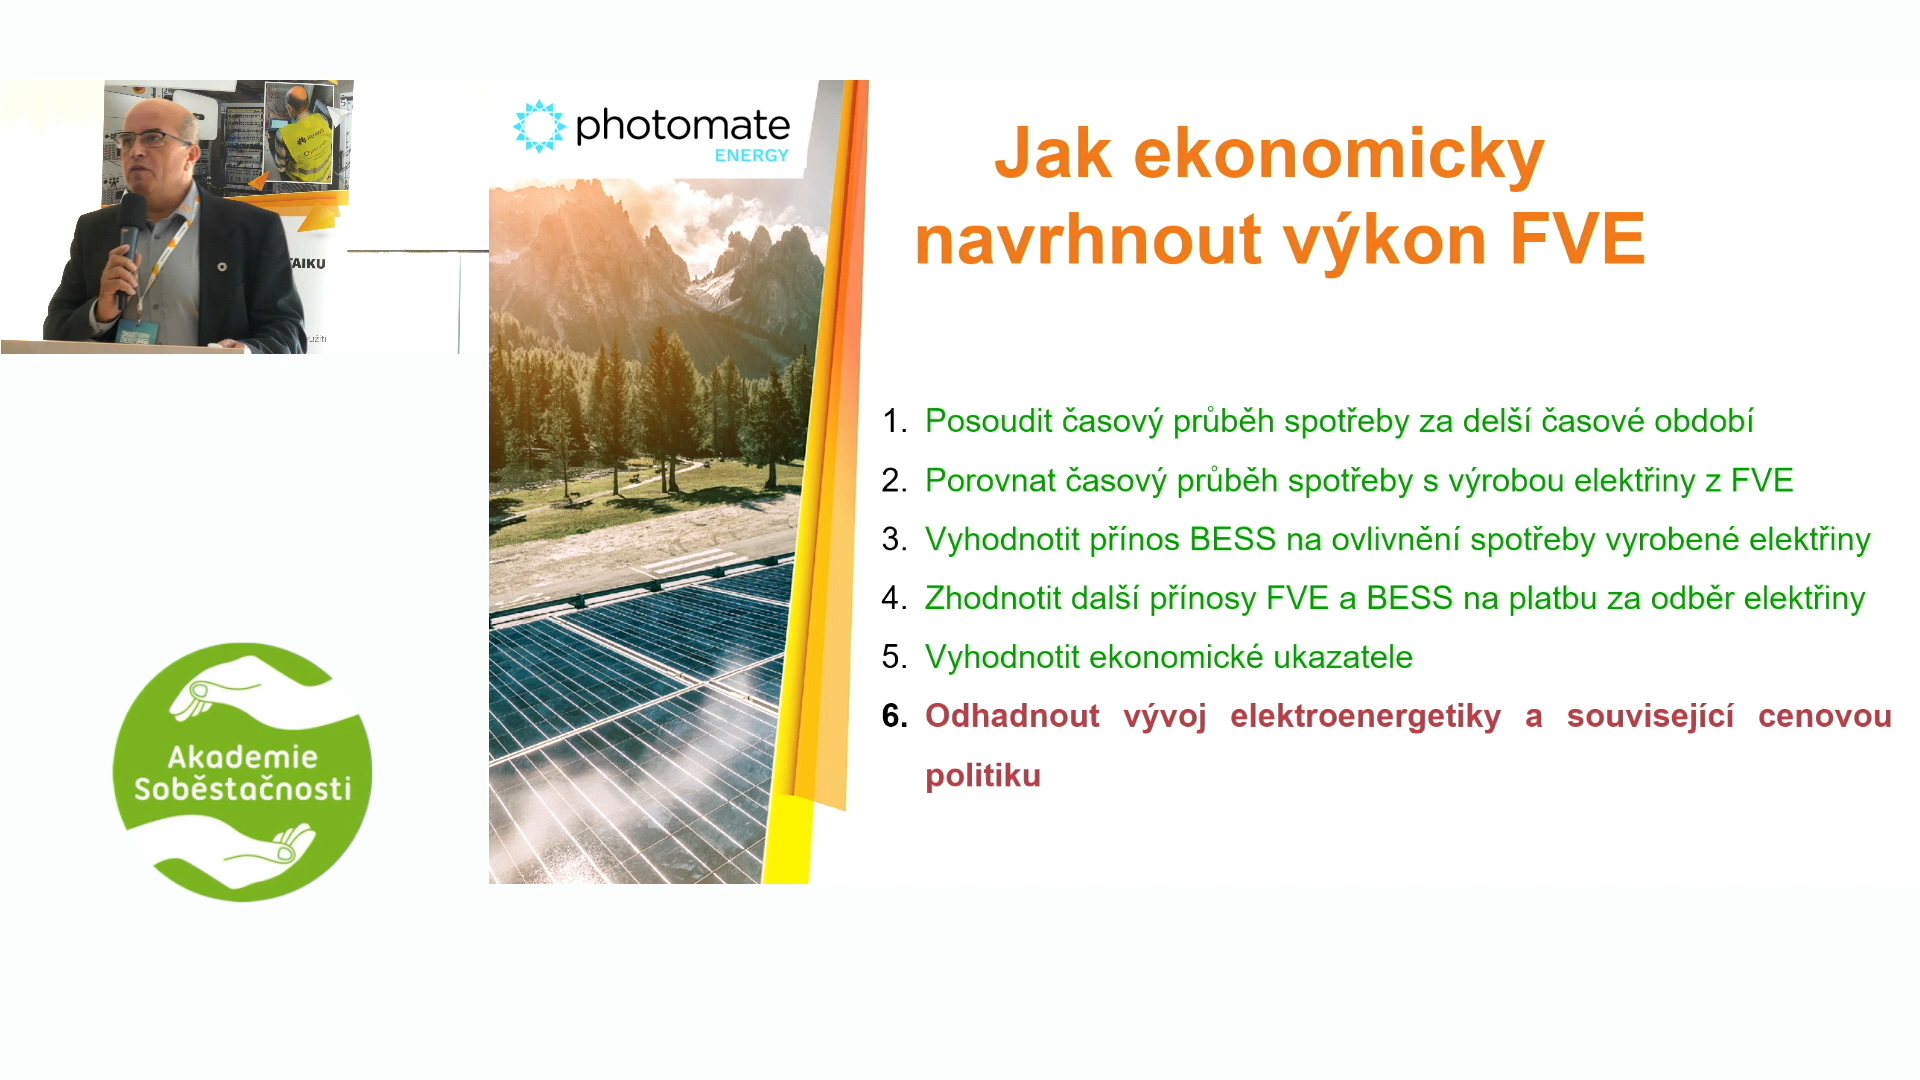 TAIKU
photomate
ENERGY
Jak ekonomicky
navrhnout výkon FVE
1. Posoudit časový průběh spotřeby za delší časové období
2. Porovnat časový průběh spotřeby s výrobou elektřiny z FVE
3. Vyhodnotit přínos BESS na ovlivnění spotřeby vyrobené elektřiny
4. Zhodnotit další přínosy FVE a BESS na platbu za odběr elektřiny
5. Vyhodnotit ekonomické ukazatele
6. Odhadnout vývoj elektroenergetiky a související cenovou
politiku
Akademie
Soběstačnosti